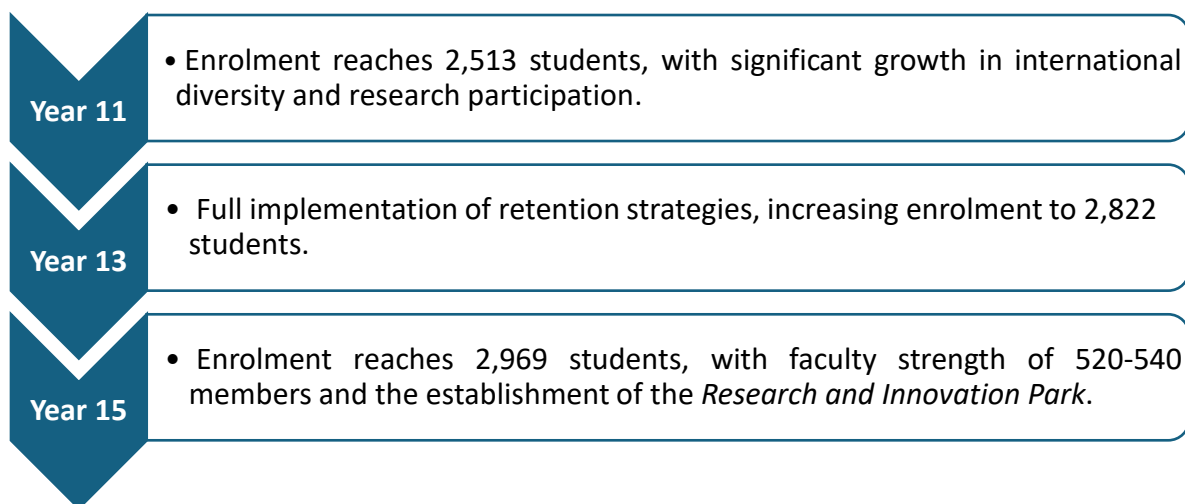 • Enrolment reaches 2,513 students, with significant growth in international
diversity and research participation.
Year 11
• Full implementation of retention strategies, increasing enrolment to 2,822
students.
Year 13
• Enrolment reaches 2,969 students, with faculty strength of 520-540
members and the establishment of the Research and Innovation Park.
Year 15